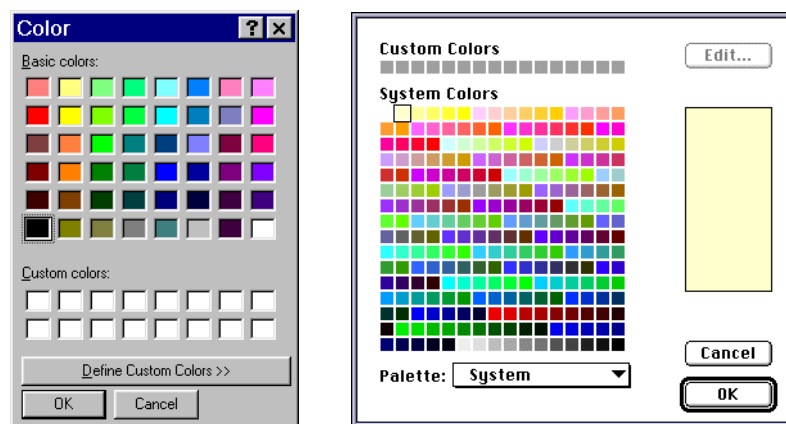 Color
Basic colors:
Custom colors:
Define Custom Colors >>
OK
Cancel
Custom Colors
Edit...
System Colors
Cancel
Palette:
System
OK